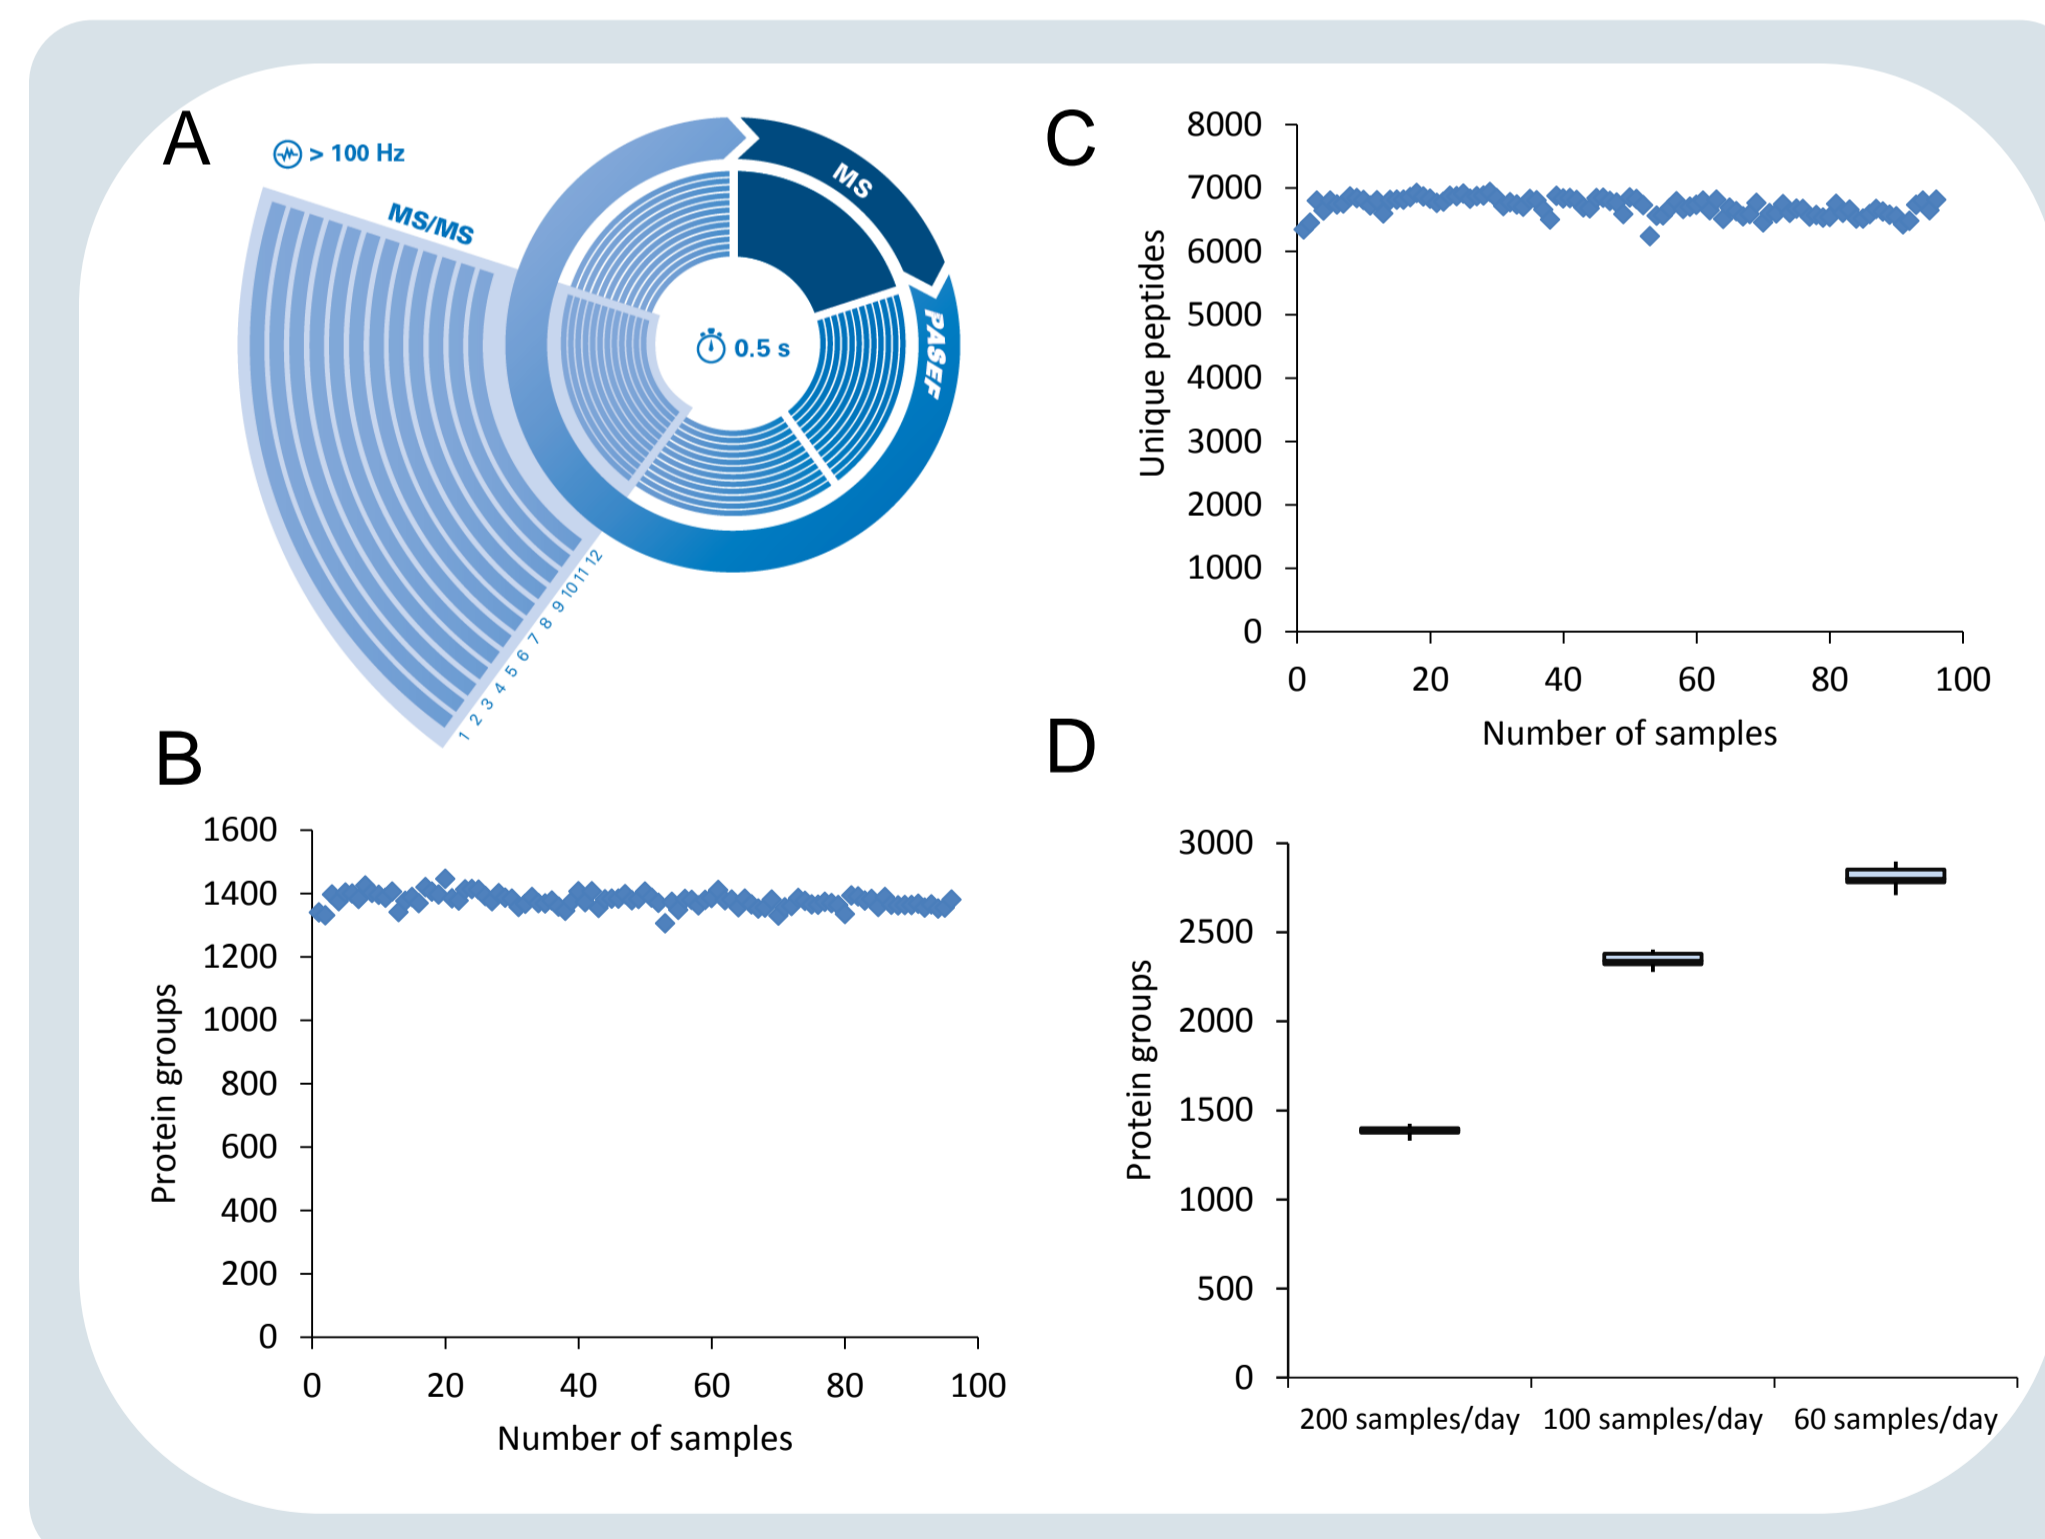 A
> 100 Hz
MS/MS
MS
PASEF
0.5 s
1 2 3 4 5 6 7 8 9 10 11 12
C
Unique peptides
8000
7000
6000
5000
4000
3000
2000
1000
0
0 20 40 60 80 100
Number of samples
B
Protein groups
1600
1400
1200
1000
800
600
400
200
0
0 20 40 60 80 100
Number of samples
D
Protein groups
3000
2500
2000
1500
1000
500
0
200 samples/day 100 samples/day 60 samples/day